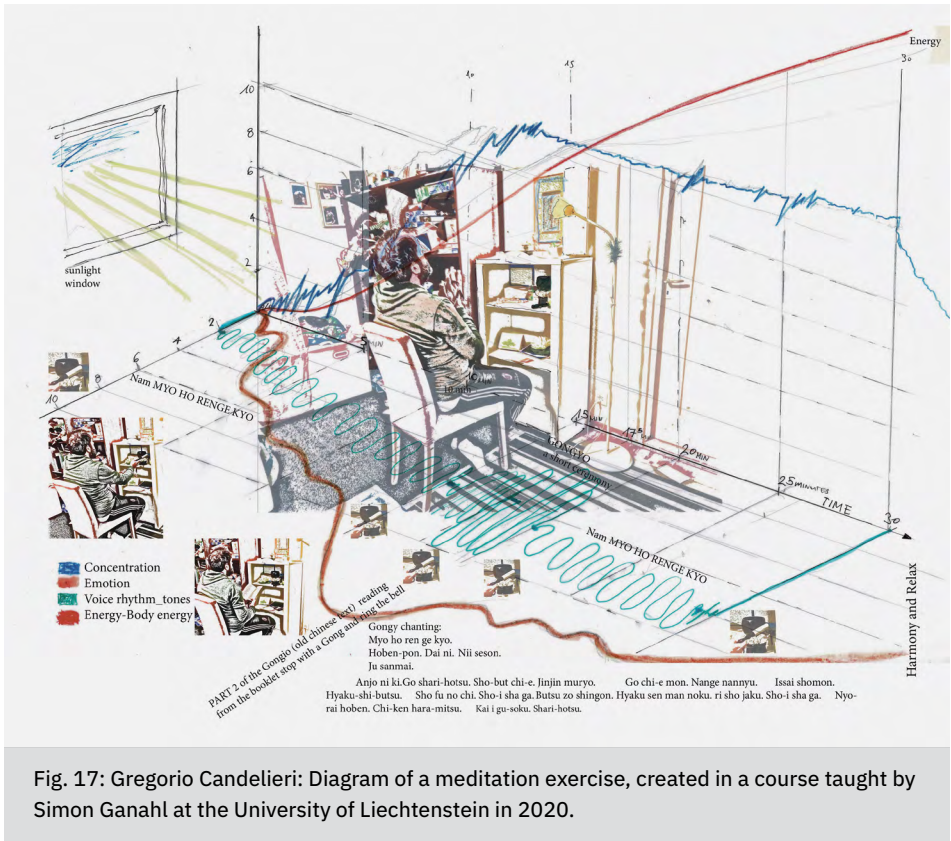 Energy
30
10
15
10
8
6
4
2
sunlight
window
2
4
6
8
10
5 MIN
10 min
15 MIN
17'5
20 MIN
25 MINUTES
TIME
30
Nam MYO HO RENGE KYO
GONGYO
a short ceremony
Nam MYO HO RENGE KYO
Harmony and Relax
Concentration
Emotion
Voice rhythm_tones
Energy-Body energy
PART 2 of the Gongio (old chinese text) reading
from the booklet stop with a Gong and ring the bell
Gongy chanting:
Myo ho ren ge kyo.
Hoben-pon. Dai ni. Nii seson.
Ju sanmai.
Anjo ni ki.Go shari-hotsu. Sho-but chi-e. Jinjin muryo. Go chi-e mon. Nange nannyu. Issai shomon.
Hyaku-shi-butsu. Sho fu no chi. Sho-i sha ga. Butsu zo shingon. Hyaku sen man noku. ri sho jaku. Sho-i sha ga. Nyo-
rai hoben. Chi-ken hara-mitsu. Kai i gu-soku. Shari-hotsu.
Fig. 17: Gregorio Candelieri: Diagram of a meditation exercise, created in a course taught by
Simon Ganahl at the University of Liechtenstein in 2020.